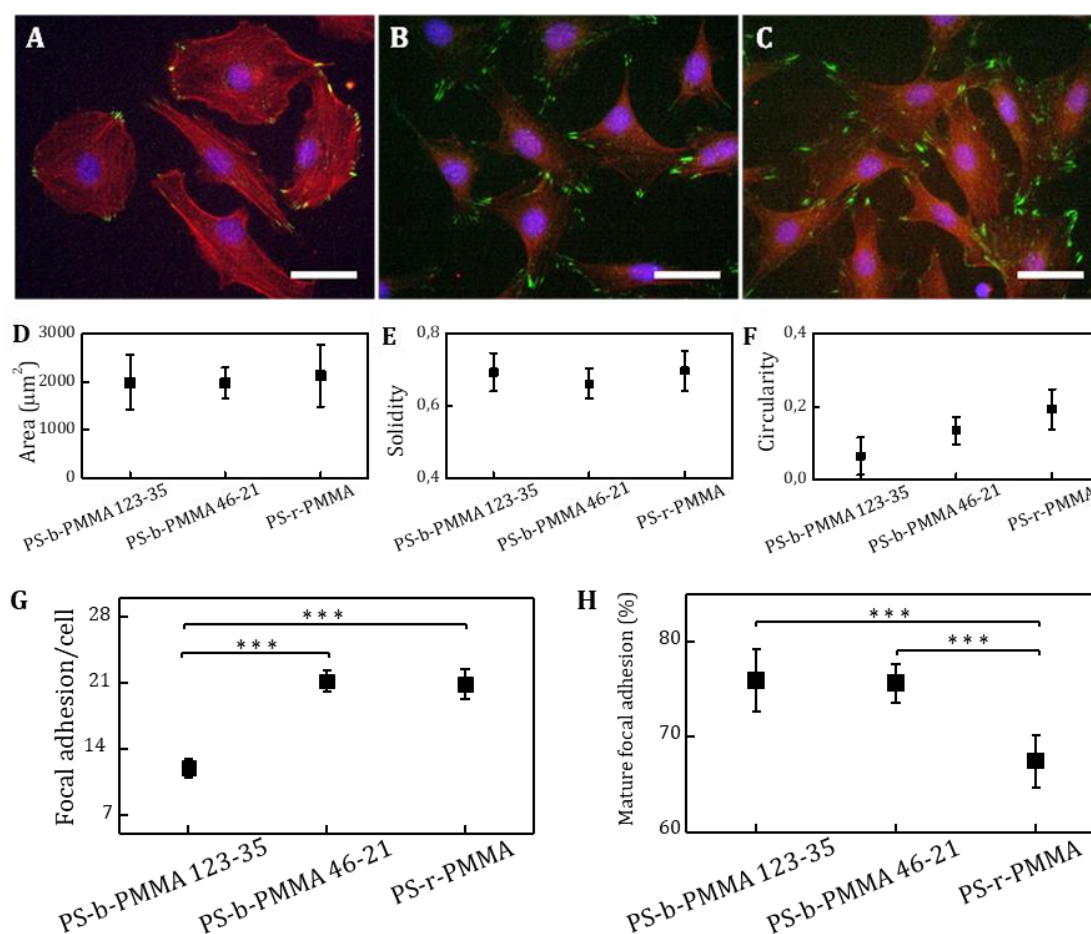 A
B
C
D
Area (μm²)
3000
2000
1000
0
PS-b-PMMA 123-35
PS-b-PMMA 46-21
PS-r-PMMA
E
Solidity
0,8
0,6
0,4
PS-b-PMMA 123-35
PS-b-PMMA 46-21
PS-r-PMMA
F
Circularity
0,4
0,2
0,0
PS-b-PMMA 123-35
PS-b-PMMA 46-21
PS-r-PMMA
G
Focal adhesion/cell
28
21
14
7
***
***
PS-b-PMMA 123-35
PS-b-PMMA 46-21
PS-r-PMMA
H
Mature focal adhesion (%)
80
70
60
***
***
PS-b-PMMA 123-35
PS-b-PMMA 46-21
PS-r-PMMA